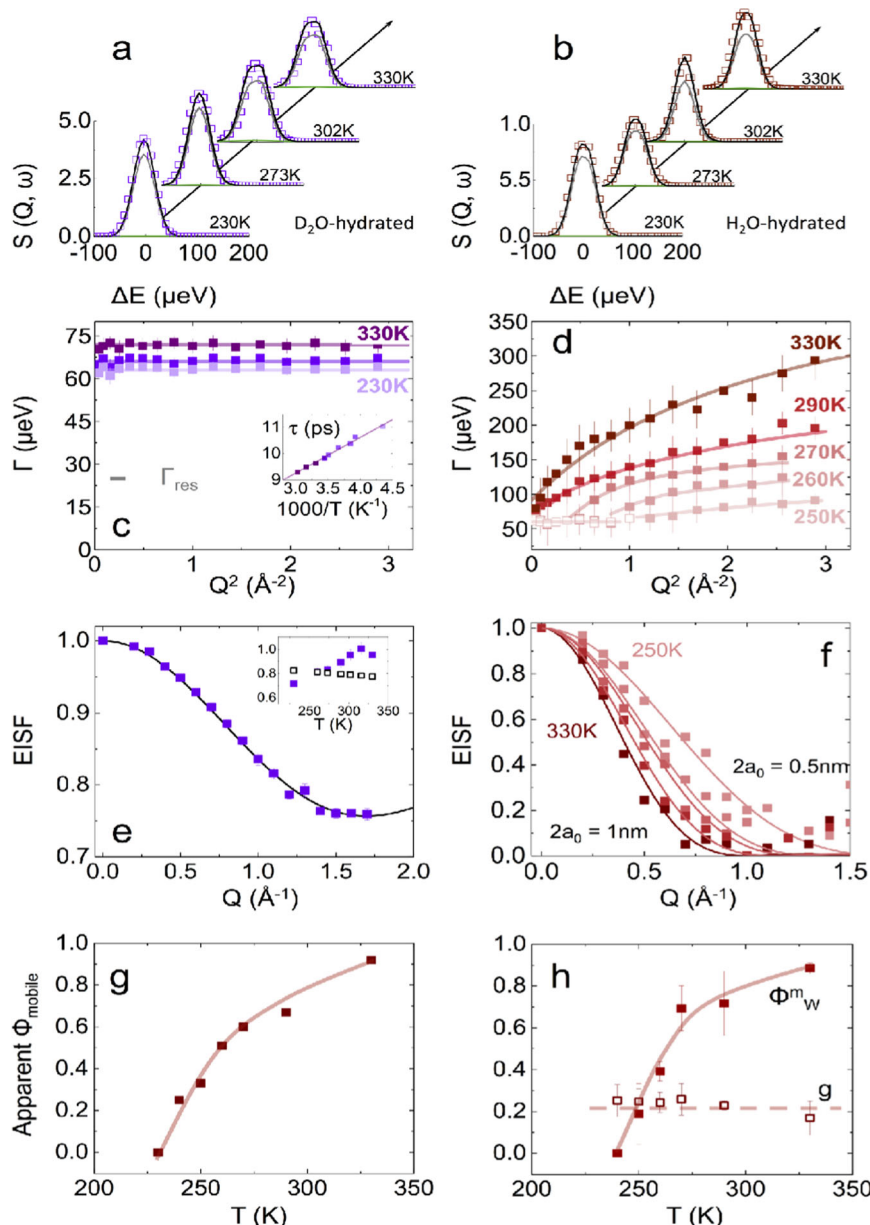 a
330K
302K
273K
230K
D₂O-hydrated
5.0
2.5
0.0
S (Q, ω)
-100 0 100 200
ΔE (µeV)
b
330K
302K
273K
230K
H₂O-hydrated
1.0
5.5
0.0
-100 0 100 200
ΔE (µeV)
330K
230K
75
60
45
30
15
0
Γ (µeV)
τ (ps)
11
10
9
3.0 3.5 4.0 4.5
1000/T (K⁻¹)
Γres
c
0 1 2 3
Q² (Å⁻²)
d
330K
290K
270K
260K
250K
350
300
250
200
150
100
50
Γ (µeV)
0 1 2 3
Q² (Å⁻²)
1.0
0.9
0.8
0.7
EISF
1.0
0.8
0.6
250 300 350
T (K)
e
0.0 0.5 1.0 1.5 2.0
Q (Å⁻¹)
f
250K
330K
2a₀ = 0.5nm
2a₀ = 1nm
1.0
0.8
0.6
0.4
0.2
0.0
EISF
0.0 0.5 1.0 1.5
Q (Å⁻¹)
g
1.0
0.8
0.6
0.4
0.2
0.0
Apparent Φmobile
200 250 300 350
T (K)
h
Φᵐw
g
1.0
0.8
0.6
0.4
0.2
0.0
200 250 300 350
T (K)